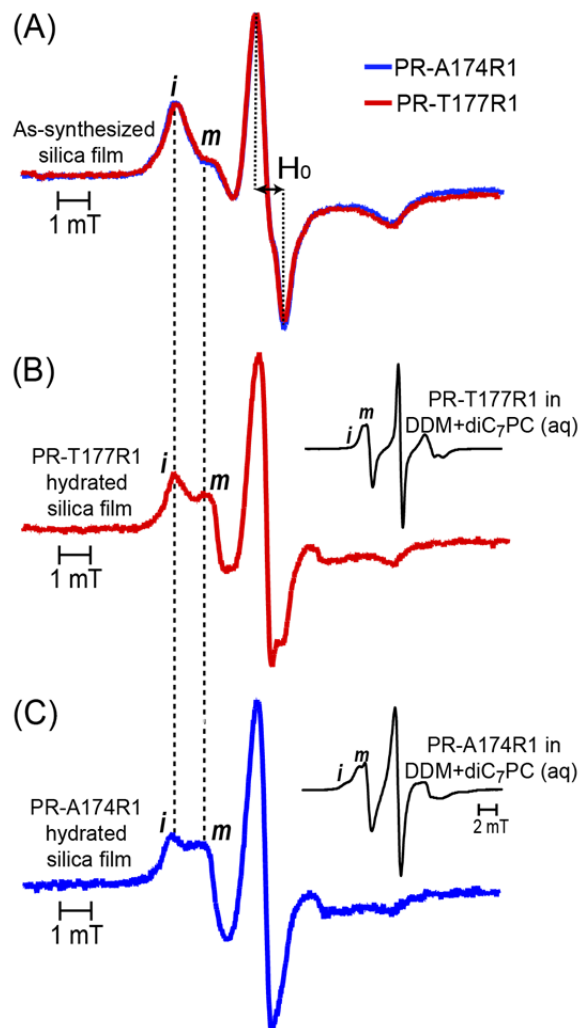 (A)
PR-A174R1
PR-T177R1
i
m
As-synthesized
silica film
H₀
1 mT
(B)
PR-T177R1 in
DDM+diC₇PC (aq)
m
i
PR-T177R1
hydrated
silica film
i
m
1 mT
(C)
PR-A174R1 in
DDM+diC₇PC (aq)
m
i
2 mT
PR-A174R1
hydrated
silica film
i
m
1 mT